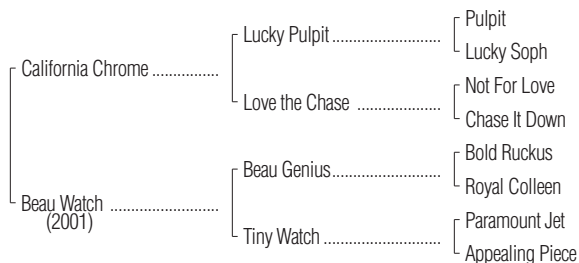 Pulpit
Lucky Pulpit
Lucky Soph
California Chrome
Not For Love
Love the Chase
Chase It Down
Bold Ruckus
Beau Genius
Royal Colleen
Beau Watch
(2001)
Paramount Jet
Tiny Watch
Appealing Piece